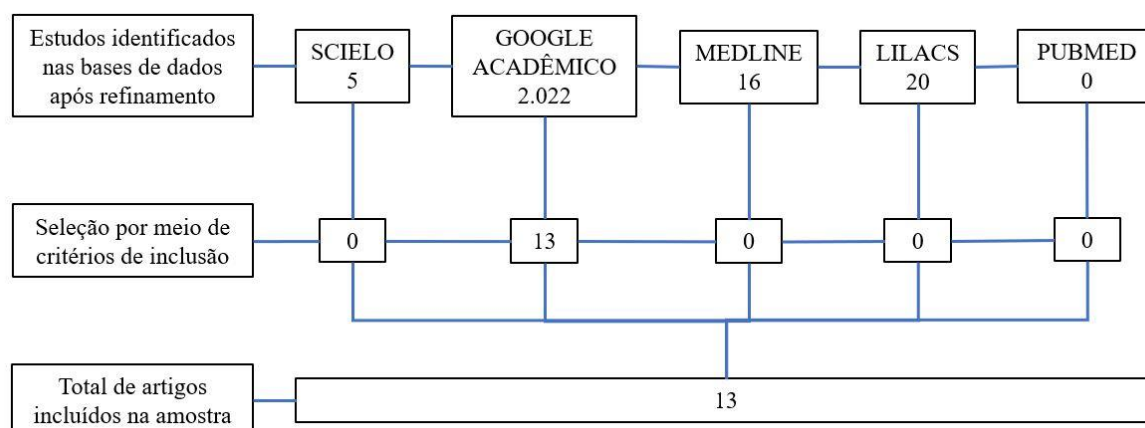 Estudos identificados
nas bases de dados
após refinamento
SCIELO
5
GOOGLE
ACADÊMICO
2.022
MEDLINE
16
LILACS
20
PUBMED
0
Seleção por meio de
critérios de inclusão
0
13
0
0
0
Total de artigos
incluídos na amostra
13